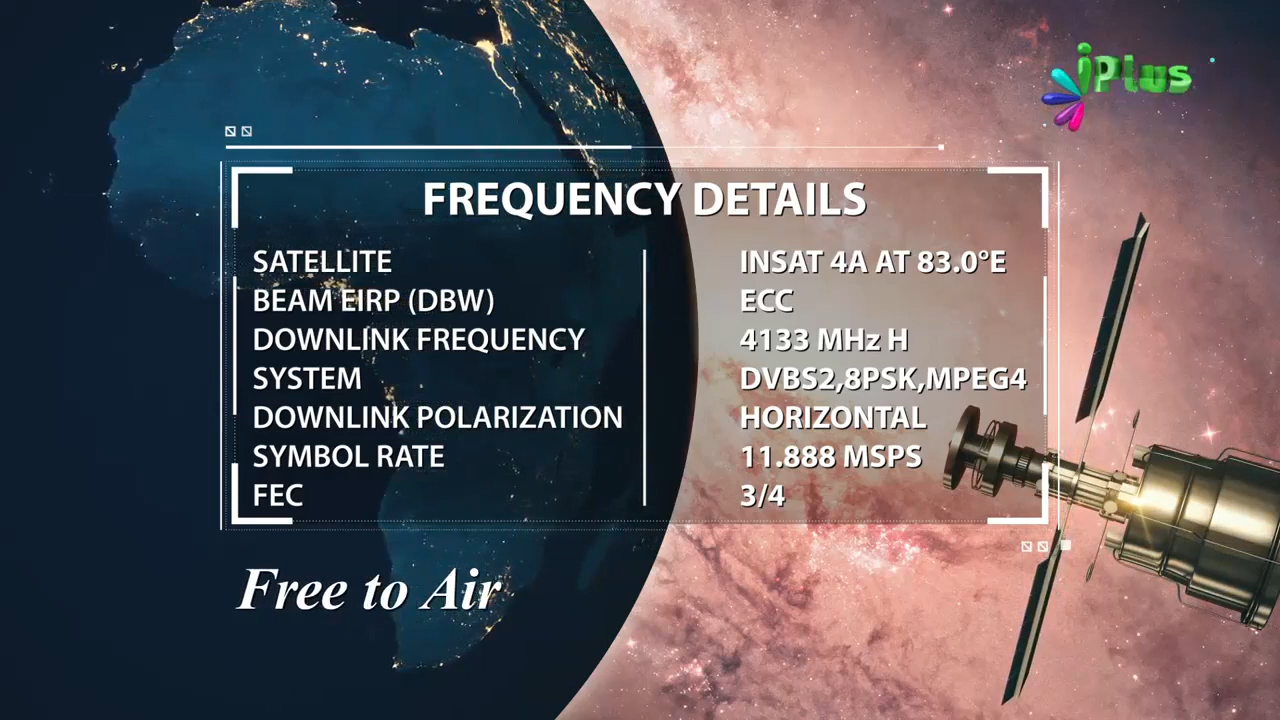 iPlus
FREQUENCY DETAILS
SATELLITE INSAT 4A AT 83.0°E
BEAM EIRP (DBW) ECC
DOWNLINK FREQUENCY 4133 MHz H
SYSTEM DVBS2,8PSK,MPEG4
DOWNLINK POLARIZATION HORIZONTAL
SYMBOL RATE 11.888 MSPS
FEC 3/4
Free to Air